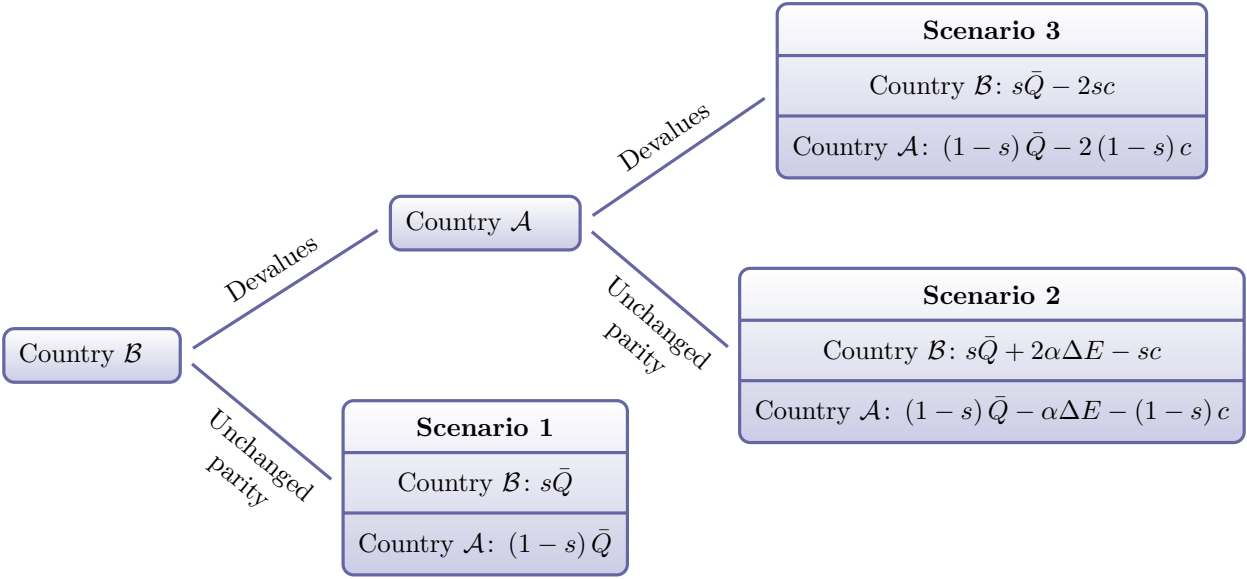 Scenario 3
Country 𝓑: sQ̄ − 2sc
Country 𝓐: (1 − s) Q̄ − 2 (1 − s) c
Devalues
Country 𝓐
Devalues
Unchanged
parity
Scenario 2
Country 𝓑: sQ̄ + 2αΔE − sc
Country 𝓐: (1 − s) Q̄ − αΔE − (1 − s) c
Country 𝓑
Unchanged
parity
Scenario 1
Country 𝓑: sQ̄
Country 𝓐: (1 − s) Q̄